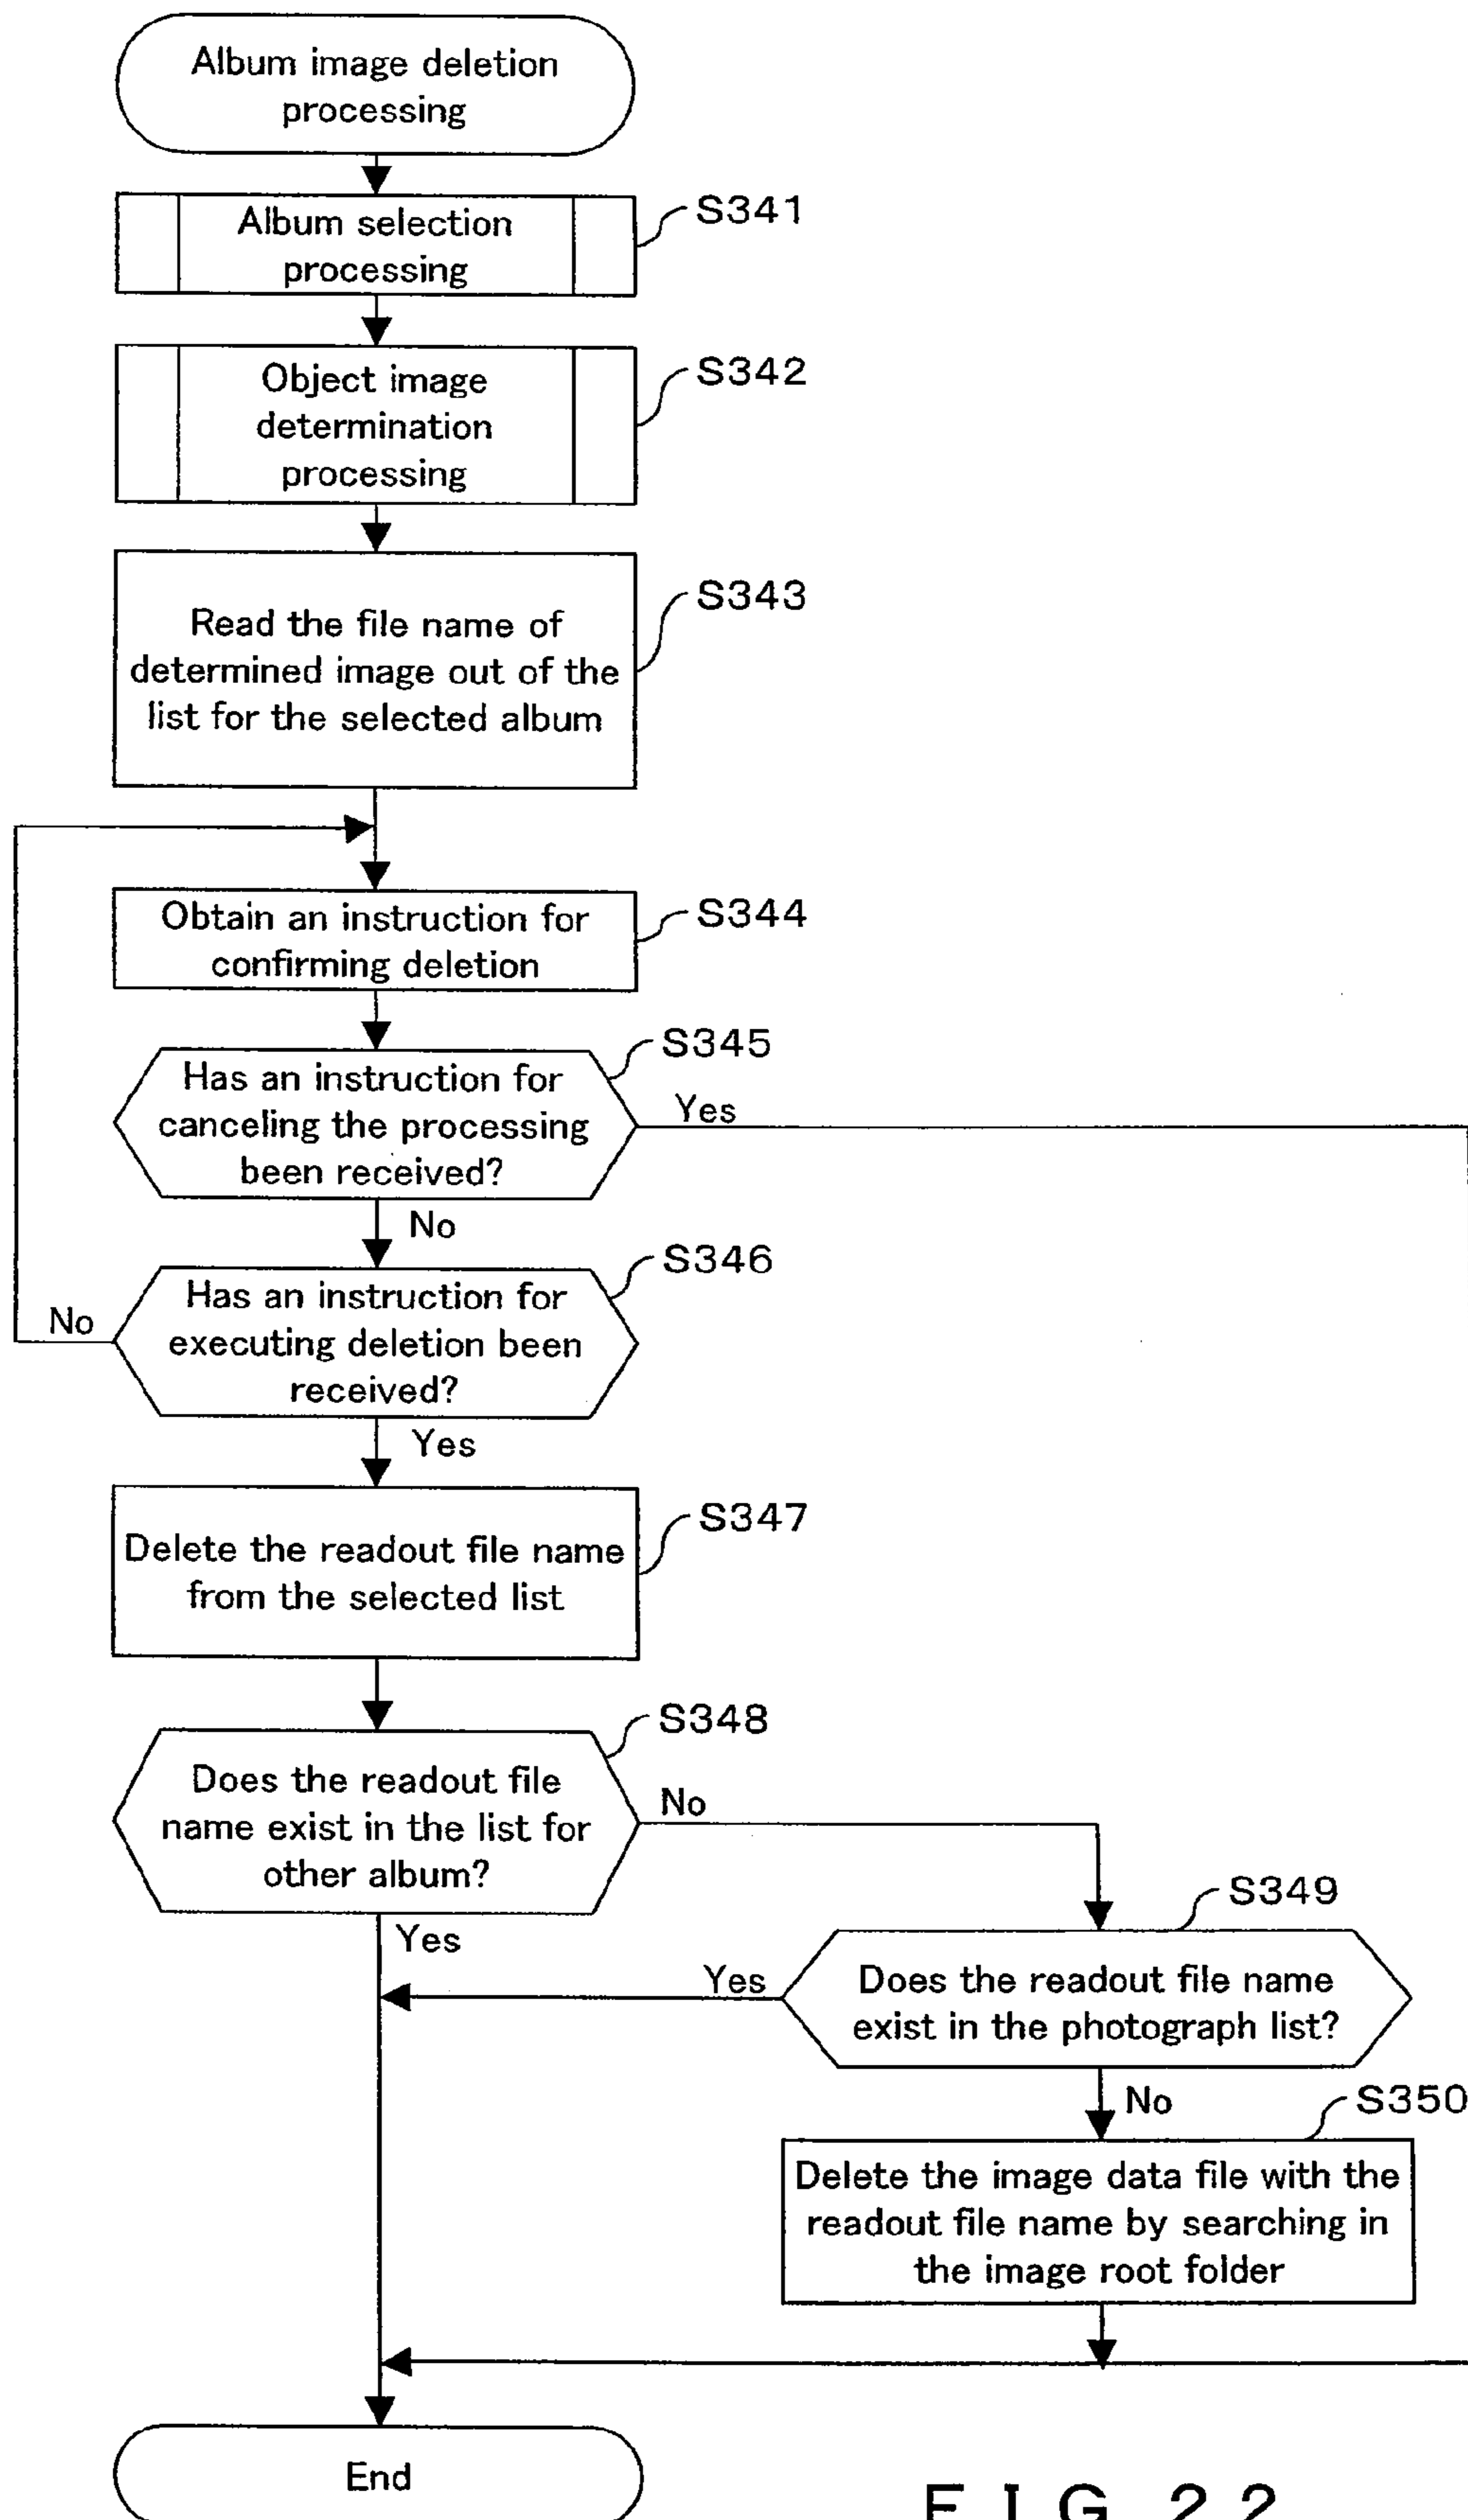 Album image deletion
processing
Album selection
processing
S341
Object image
determination
processing
S342
Read the file name of
determined image out of the
list for the selected album
S343
Obtain an instruction for
confirming deletion
S344
Has an instruction for
canceling the processing
been received?
S345
Yes
No
Has an instruction for
executing deletion been
received?
S346
No
Yes
Delete the readout file name
from the selected list
S347
Does the readout file
name exist in the list for
other album?
S348
No
Yes
Does the readout file name
exist in the photograph list?
S349
Yes
No
Delete the image data file with the
readout file name by searching in
the image root folder
S350
End
FIG. 22